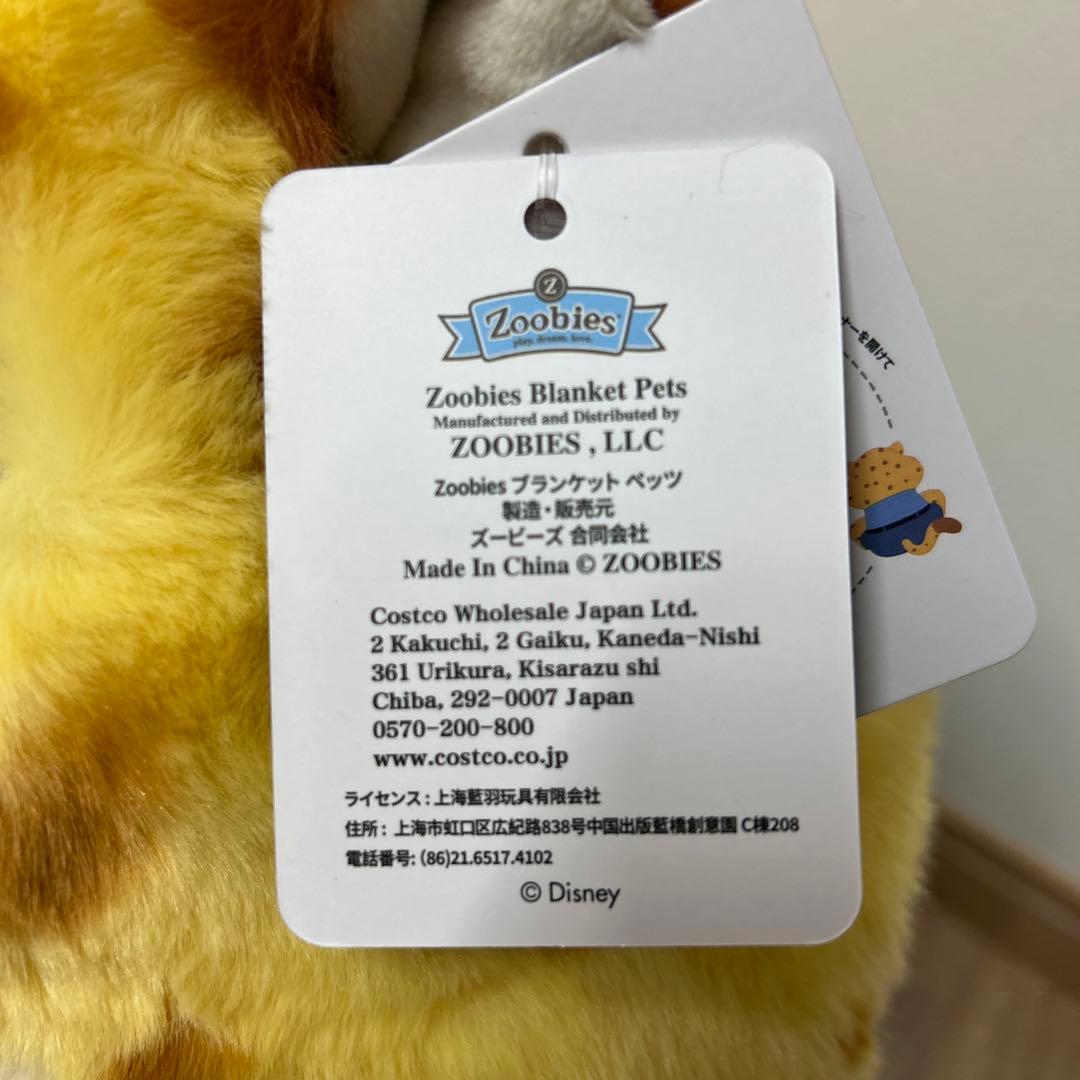 Z
Zoobies
play. dream. love.
Zoobies Blanket Pets
Manufactured and Distributed by
ZOOBIES , LLC
Zoobies ブランケット ペッツ
製造・販売元
ズービーズ 合同会社
Made In China © ZOOBIES
Costco Wholesale Japan Ltd.
2 Kakuchi, 2 Gaiku, Kaneda-Nishi
361 Urikura, Kisarazu shi
Chiba, 292-0007 Japan
0570-200-800
www.costco.co.jp
ライセンス : 上海藍羽玩具有限会社
住所 : 上海市虹口区広紀路838号中国出版藍橋創意園 C棟208
電話番号: (86)21.6517.4102
© Disney
ナーを開けて